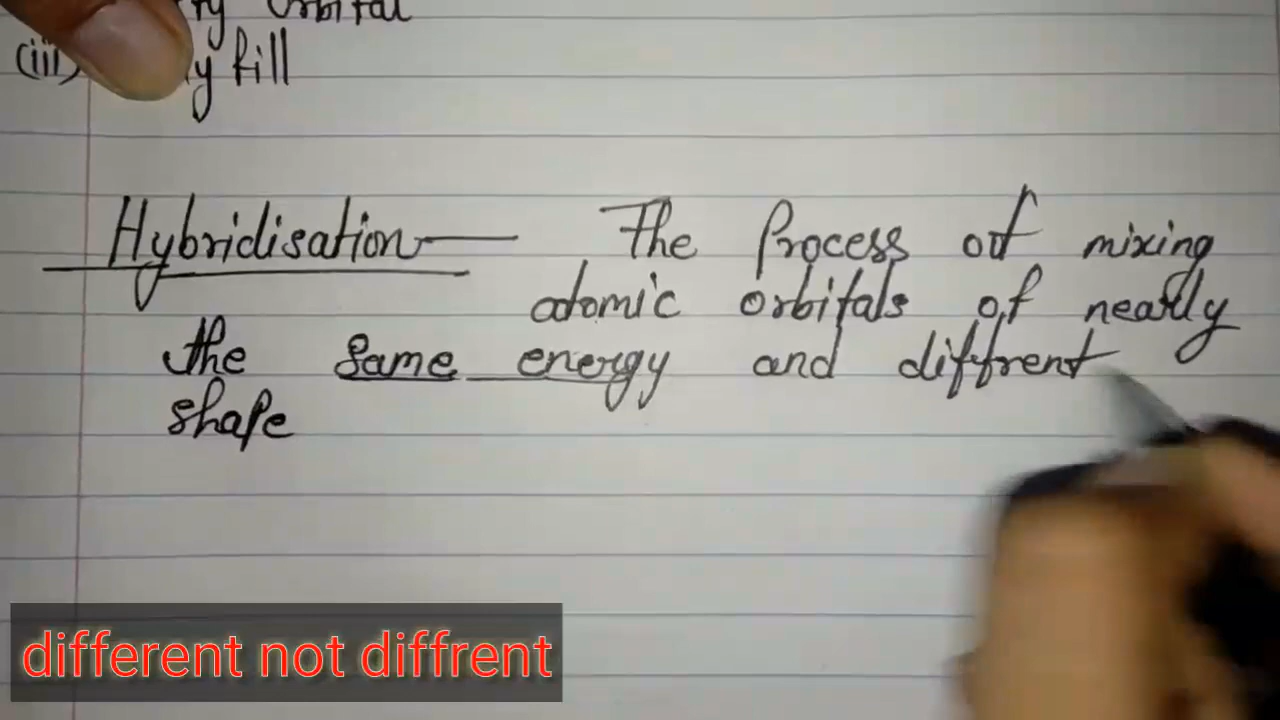 Orbital
(iii) fill
Hybridisation — The Process of mixing
atomic orbitals of nearly
the same energy and diffrent
shape
different not diffrent